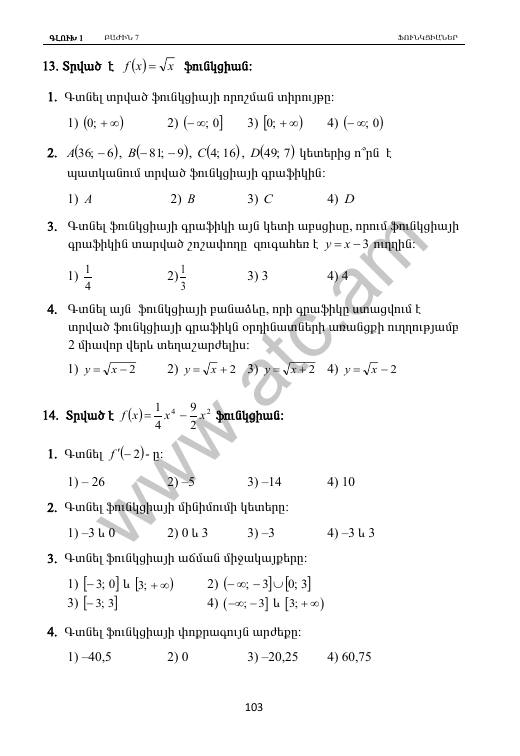 ԳԼՈՒԽ 1 ԲԱԺԻՆ 7 ՖՈՒՆԿՑԻԱՆԵՐ
13. Տրված է f(x)=√x ֆունկցիան:
1. Գտնել տրված ֆունկցիայի որոշման տիրույթը:
1) (0; +∞) 2) (−∞; 0] 3) [0; +∞) 4) (−∞; 0)
2. A(36; −6), B(−81; −9), C(4; 16), D(49; 7) կետերից ո՞րն է
պատկանում տրված ֆունկցիայի գրաֆիկին:
1) A 2) B 3) C 4) D
3. Գտնել ֆունկցիայի գրաֆիկի այն կետի աբսցիսը, որում ֆունկցիայի
գրաֆիկին տարված շոշափողը զուգահեռ է y = x − 3 ուղղին:
1) 1/4 2) 1/3 3) 3 4) 4
4. Գտնել այն ֆունկցիայի բանաձևը, որի գրաֆիկը ստացվում է
տրված ֆունկցիայի գրաֆիկն օրդինատների առանցքի ուղղությամբ
2 միավոր վերև տեղաշարժելիս:
1) y = √(x − 2) 2) y = √x + 2 3) y = √(x + 2) 4) y = √x − 2
14. Տրված է f(x)= 1/4 x⁴ − 9/2 x² ֆունկցիան:
1. Գտնել f′(−2)- ը:
1) – 26 2) –5 3) –14 4) 10
2. Գտնել ֆունկցիայի մինիմումի կետերը:
1) –3 և 0 2) 0 և 3 3) –3 4) –3 և 3
3. Գտնել ֆունկցիայի աճման միջակայքերը:
1) [−3; 0] և [3; +∞) 2) (−∞; −3]∪[0; 3]
3) [−3; 3] 4) (−∞; −3] և [3; +∞)
4. Գտնել ֆունկցիայի փոքրագույն արժեքը:
1) –40,5 2) 0 3) –20,25 4) 60,75
103
www.atc.am